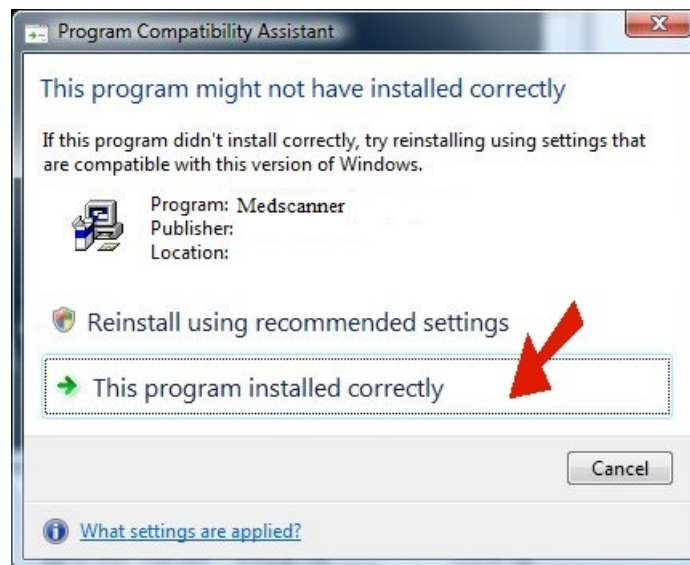 Program Compatibility Assistant
This program might not have installed correctly
If this program didn't install correctly, try reinstalling using settings that
are compatible with this version of Windows.
Program: Medscanner
Publisher:
Location:
Reinstall using recommended settings
This program installed correctly
Cancel
What settings are applied?